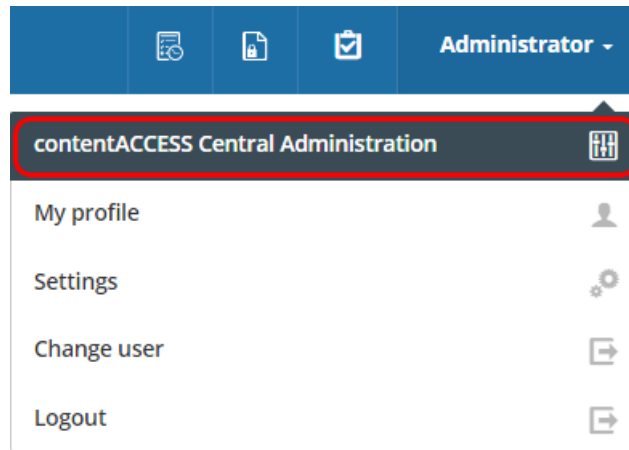 Administrator
contentACCESS Central Administration
My profile
Settings
Change user
Logout